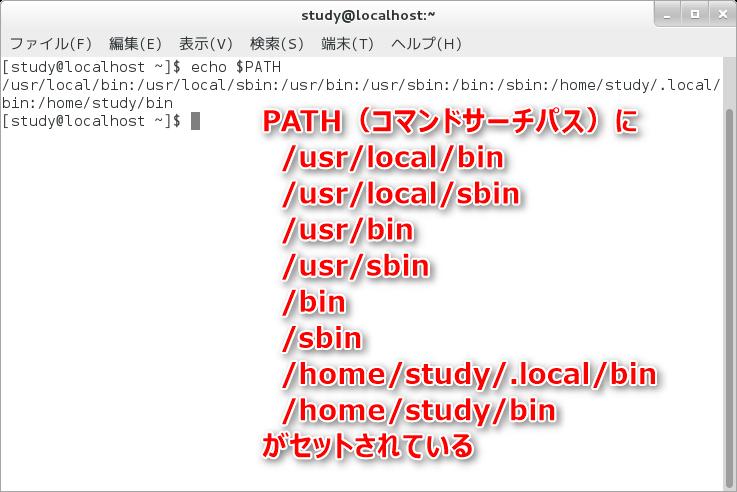 study@localhost:~
ファイル(F) 編集(E) 表示(V) 検索(S) 端末(T) ヘルプ(H)
[study@localhost ~]$ echo $PATH
/usr/local/bin:/usr/local/sbin:/usr/bin:/usr/sbin:/bin:/sbin:/home/study/.local/
bin:/home/study/bin
[study@localhost ~]$
PATH（コマンドサーチパス）に
/usr/local/bin
/usr/local/sbin
/usr/bin
/usr/sbin
/bin
/sbin
/home/study/.local/bin
/home/study/bin
がセットされている